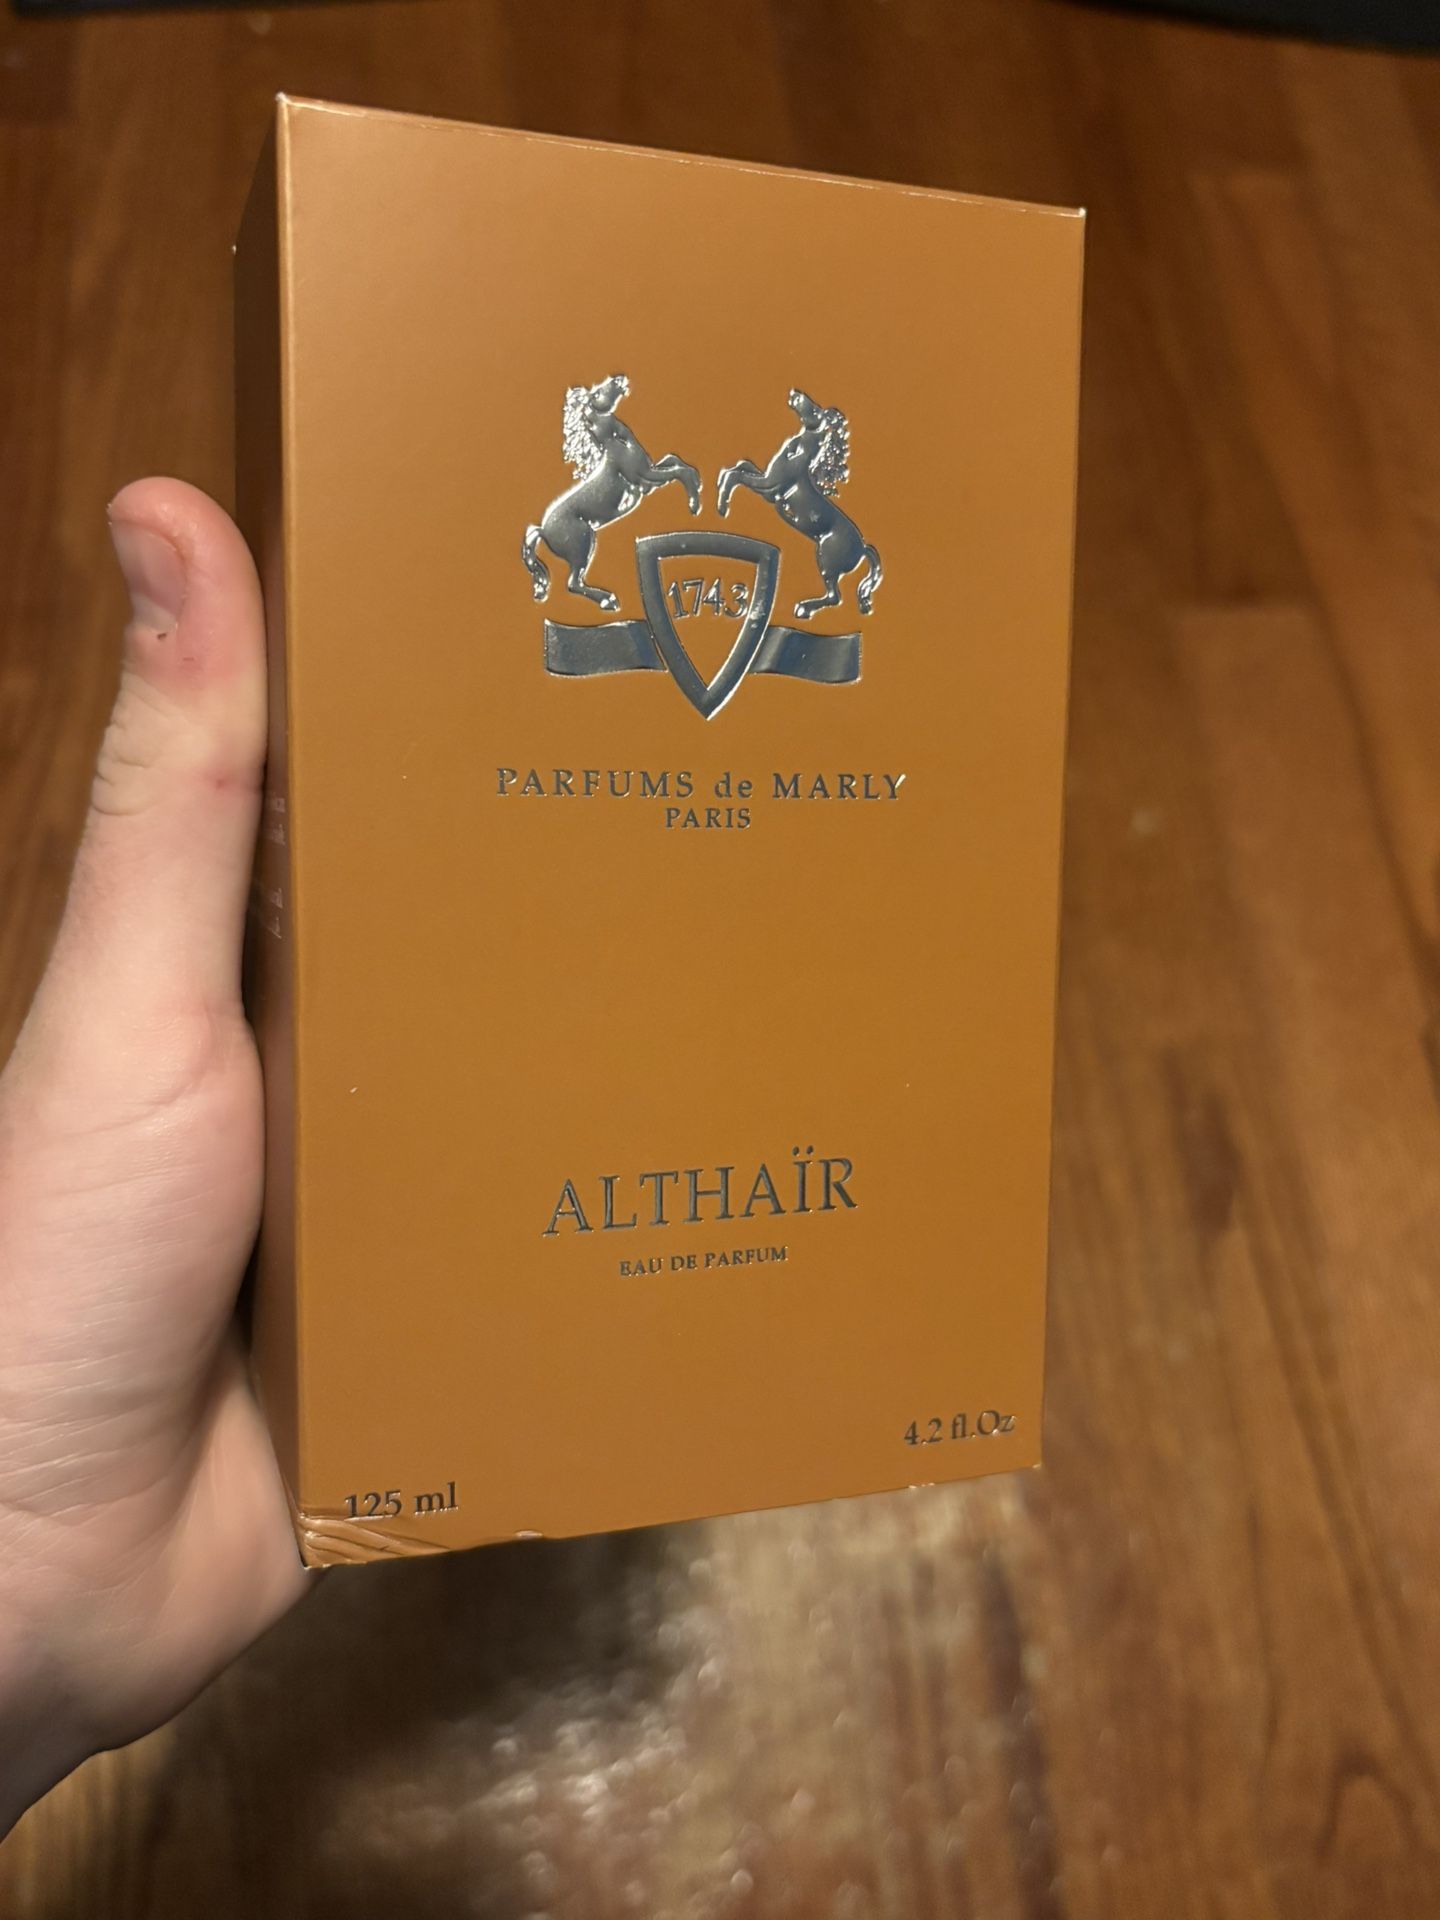 1743
PARFUMS de MARLY
PARIS
ALTHAÏR
EAU DE PARFUM
125 ml
4.2 fl.Oz